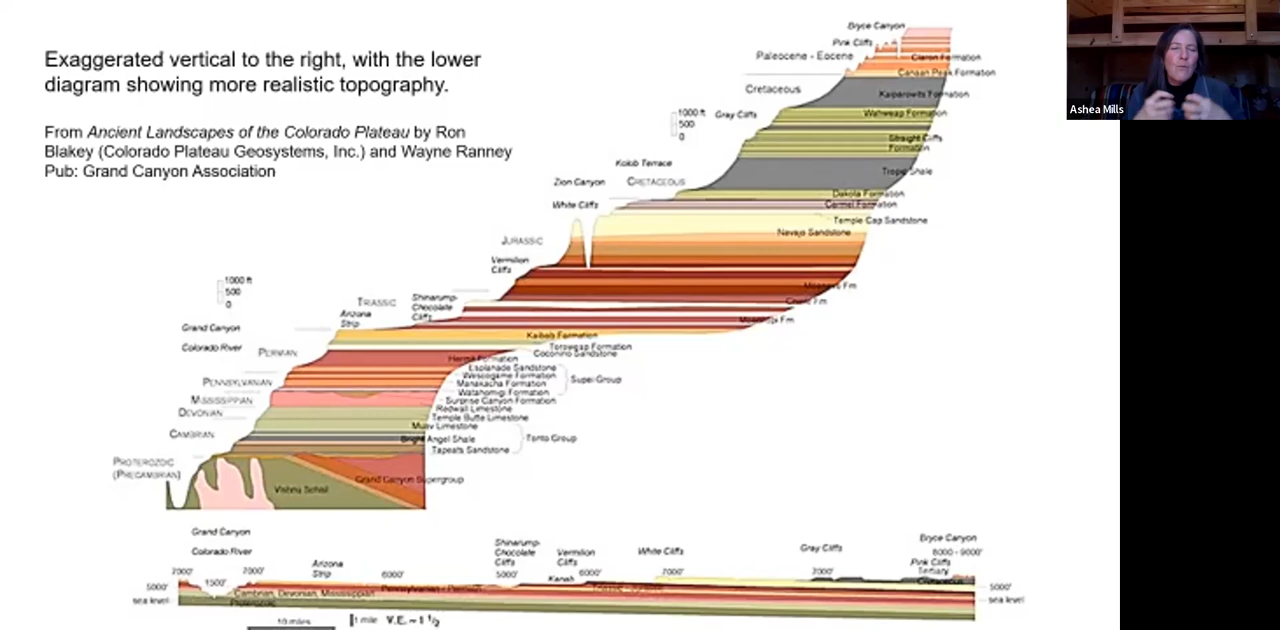 Exaggerated vertical to the right, with the lower
diagram showing more realistic topography.
From Ancient Landscapes of the Colorado Plateau by Ron
Blakey (Colorado Plateau Geosystems, Inc.) and Wayne Ranney
Pub: Grand Canyon Association
Ashea Mills
Bryce Canyon
Pink Cliffs
Paleocene - Eocene
Claron Formation
Canaan Peak Formation
Cretaceous
Kaiparowits Formation
1000 ft
500
0
Gray Cliffs
Wahweap Formation
Straight Cliffs
Formation
Kolob Terrace
Tropic Shale
Zion Canyon
CRETACEOUS
Dakota Formation
White Cliffs
Carmel Formation
Temple Cap Sandstone
Navajo Sandstone
JURASSIC
Vermilion
Cliffs
1000 ft
500
0
Moenave Fm
Chinle Fm
TRIASSIC
Shinarump-
Chocolate
Cliffs
Arizona
Strip
Moenkopi Fm
Grand Canyon
Kaibab Formation
Colorado River
Toroweap Formation
PERMIAN
Coconino Sandstone
Hermit Formation
Esplanade Sandstone
Wescogame Formation
Supai Group
PENNSYLVANIAN
Manakacha Formation
Watahomigi Formation
MISSISSIPPIAN
Surprise Canyon Formation
Redwall Limestone
DEVONIAN
Temple Butte Limestone
Muav Limestone
CAMBRIAN
Bright Angel Shale
Tonto Group
Tapeats Sandstone
PROTEROZOIC
(PRECAMBRIAN)
Grand Canyon Supergroup
Vishnu Schist
Grand Canyon
Colorado River
Arizona
Strip
Shinarump-
Chocolate
Cliffs
Vermilion
Cliffs
White Cliffs
Gray Cliffs
Bryce Canyon
8000 - 9000'
Pink Cliffs
Tertiary
Cretaceous
7000'
7000'
6000'
5000'
Kanab
6000'
7000'
7000'
5000'
1500'
5000'
Pennsylvanian - Permian
Triassic - Jurassic
Cambrian, Devonian, Mississippian
sea level
Proterozoic
sea level
10 miles
1 mile V.E. ~ 1 1/2